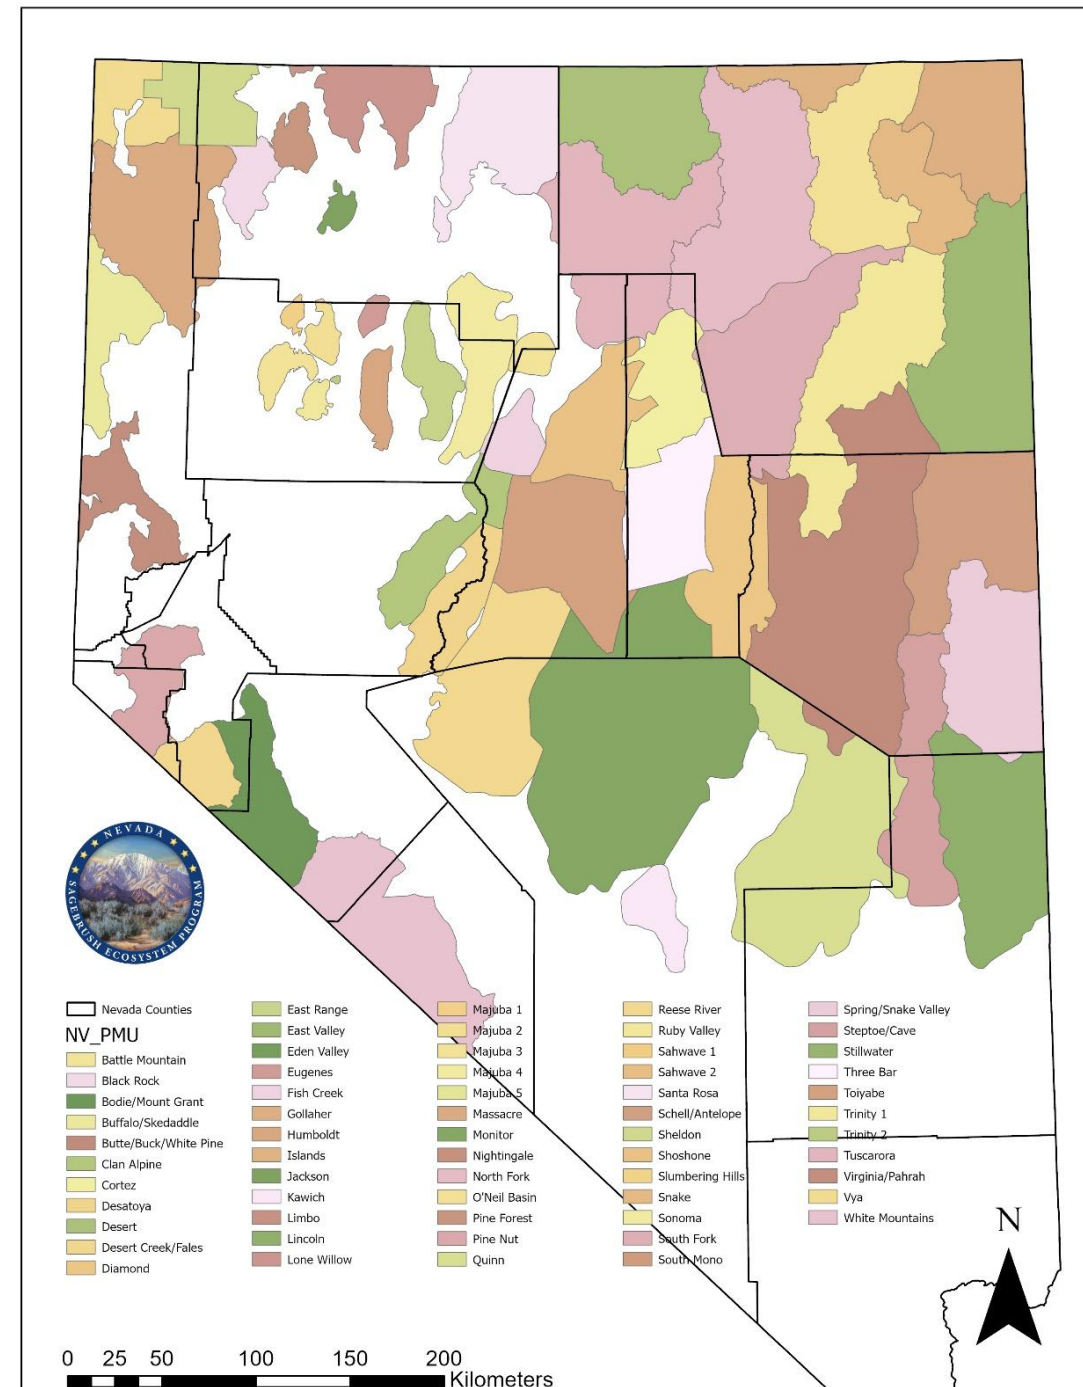 NEVADA
SAGEBRUSH ECOSYSTEM PROGRAM
Nevada Counties
NV_PMU
Battle Mountain
Black Rock
Bodie/Mount Grant
Buffalo/Skedaddle
Butte/Buck/White Pine
Clan Alpine
Cortez
Desatoya
Desert
Desert Creek/Fales
Diamond
East Range
East Valley
Eden Valley
Eugenes
Fish Creek
Gollaher
Humboldt
Islands
Jackson
Kawich
Limbo
Lincoln
Lone Willow
Majuba 1
Majuba 2
Majuba 3
Majuba 4
Majuba 5
Massacre
Monitor
Nightingale
North Fork
O'Neil Basin
Pine Forest
Pine Nut
Quinn
Reese River
Ruby Valley
Sahwave 1
Sahwave 2
Santa Rosa
Schell/Antelope
Sheldon
Shoshone
Slumbering Hills
Snake
Sonoma
South Fork
South Mono
Spring/Snake Valley
Steptoe/Cave
Stillwater
Three Bar
Toiyabe
Trinity 1
Trinity 2
Tuscarora
Virginia/Pahrah
Vya
White Mountains
N
0 25 50 100 150 200
Kilometers